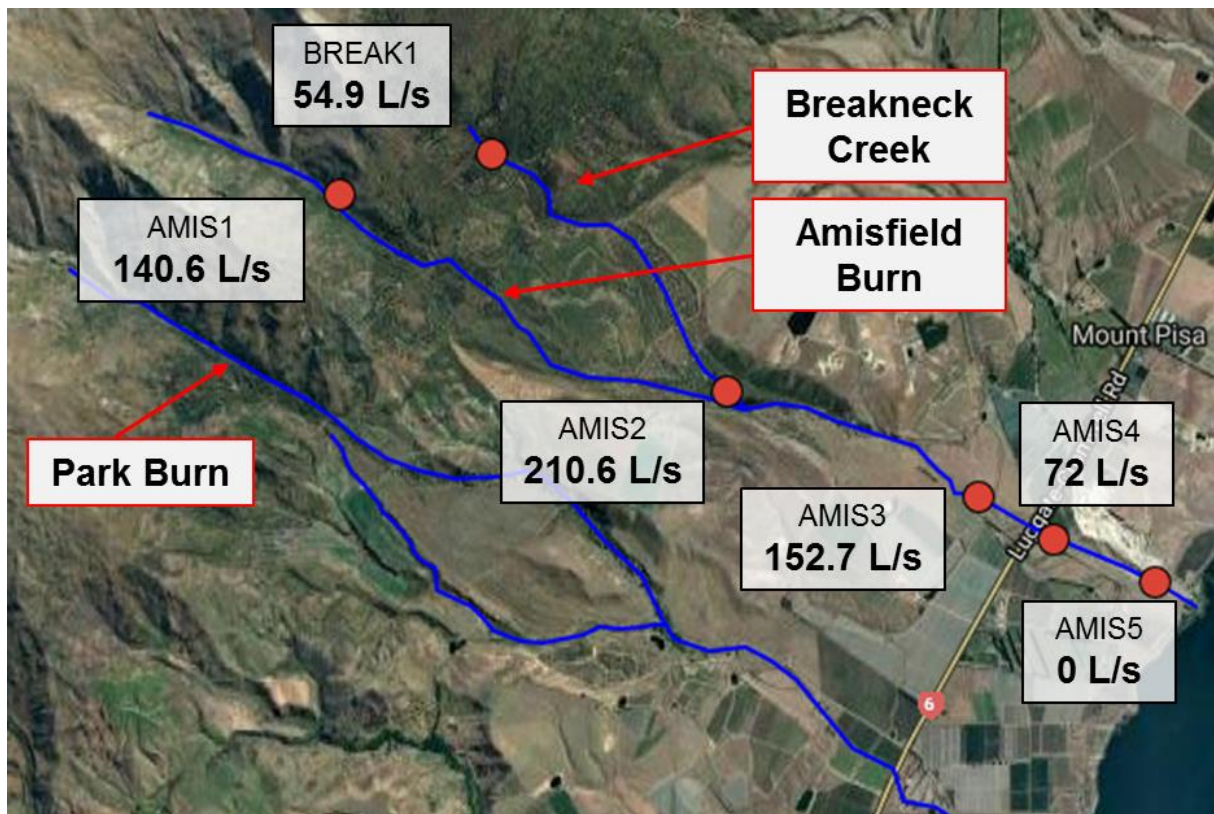 BREAK1
54.9 L/s
Breakneck
Creek
AMIS1
140.6 L/s
Amisfield
Burn
Mount Pisa
Park Burn
AMIS2
210.6 L/s
AMIS4
72 L/s
AMIS3
152.7 L/s
AMIS5
0 L/s
6